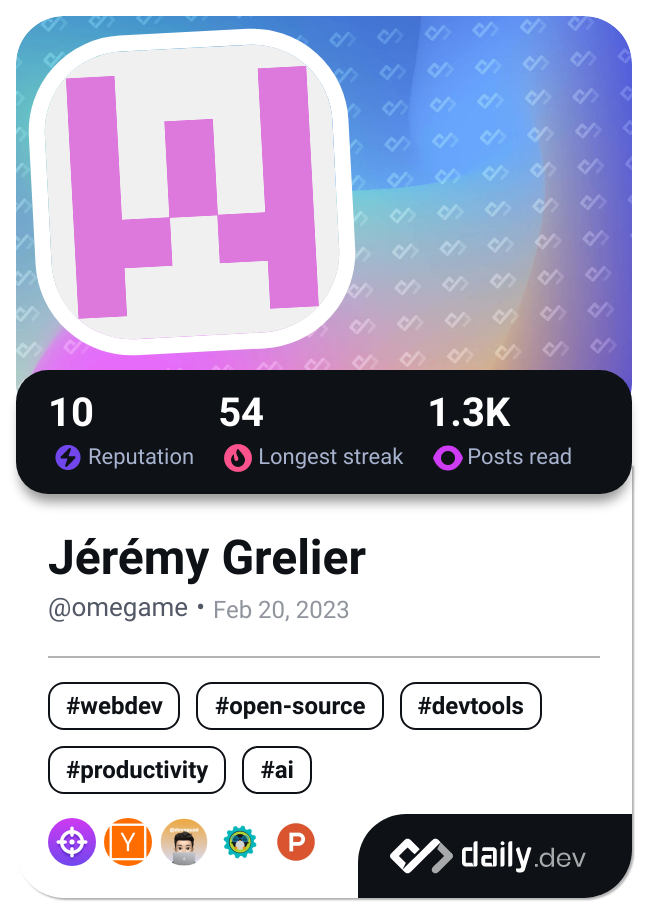 10 54 1.3K
Reputation Longest streak Posts read
Jérémy Grelier
@omegame • Feb 20, 2023
#webdev #open-source #devtools
#productivity #ai
Y P
daily.dev